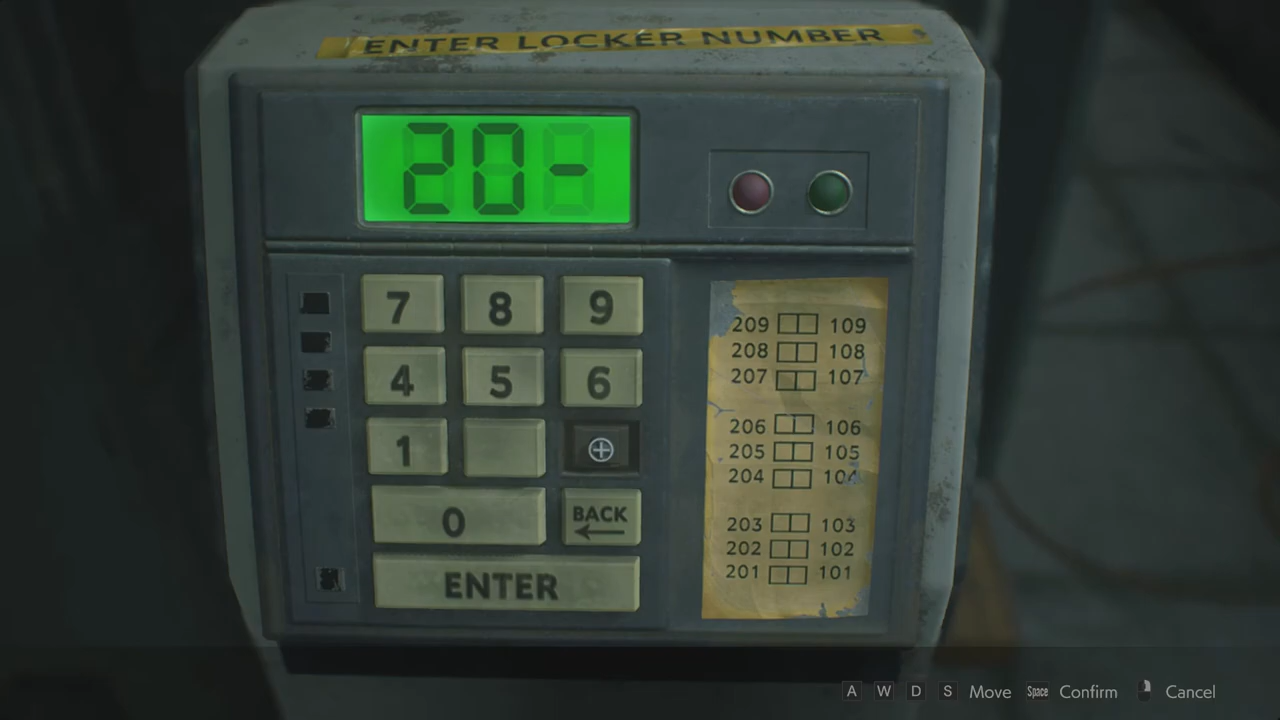 ENTER LOCKER NUMBER
20-
7 8 9
4 5 6
1
0 BACK
ENTER
209 109
208 108
207 107
206 106
205 105
204 104
203 103
202 102
201 101
A W D S Move Space Confirm Cancel